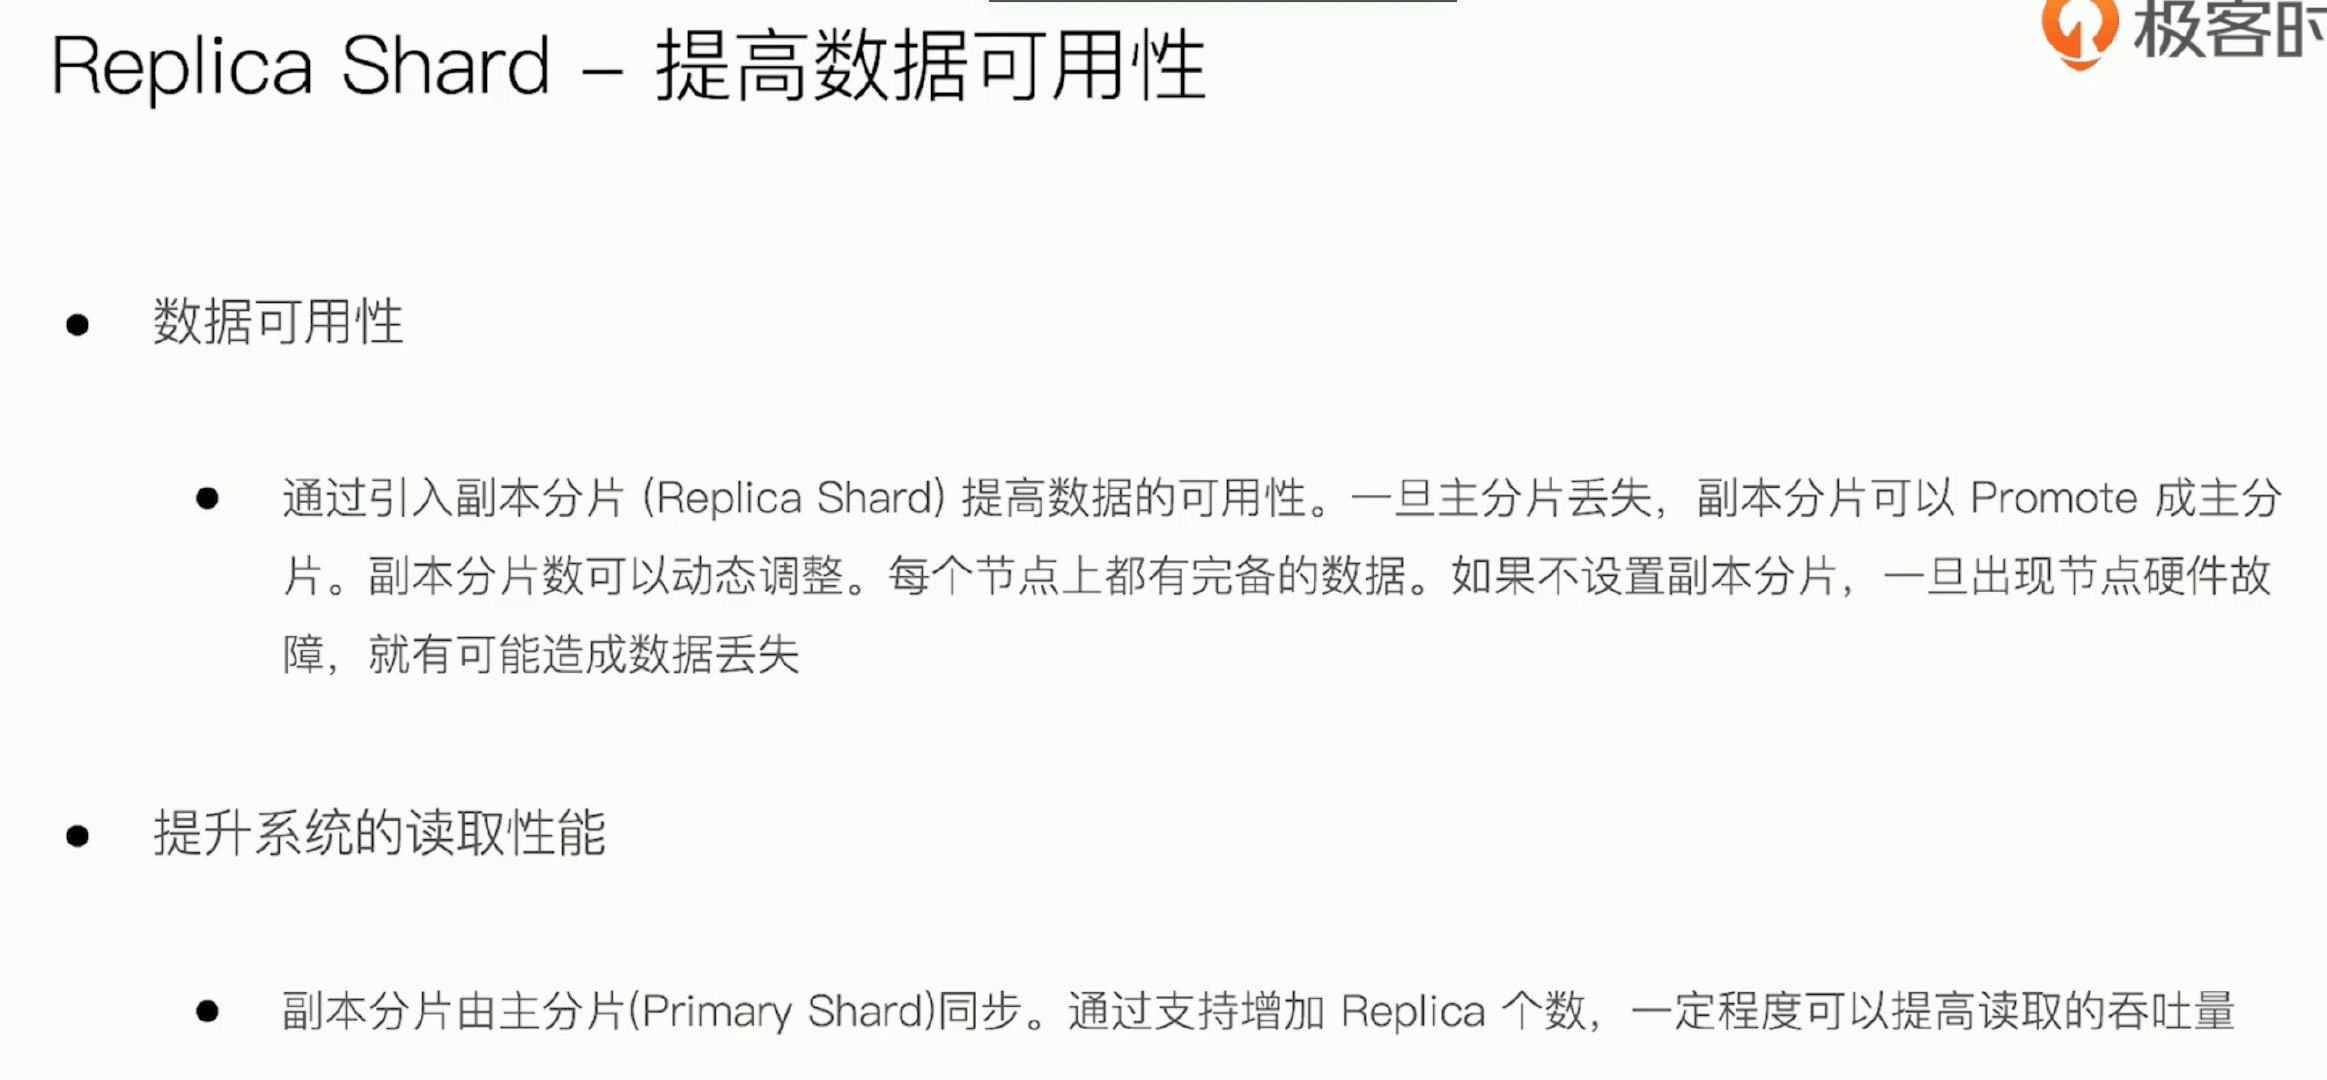 极客时
Replica Shard – 提高数据可用性
● 数据可用性
● 通过引入副本分片 (Replica Shard) 提高数据的可用性。一旦主分片丢失，副本分片可以 Promote 成主分
片。副本分片数可以动态调整。每个节点上都有完备的数据。如果不设置副本分片，一旦出现节点硬件故
障，就有可能造成数据丢失
● 提升系统的读取性能
● 副本分片由主分片(Primary Shard)同步。通过支持增加 Replica 个数，一定程度可以提高读取的吞吐量